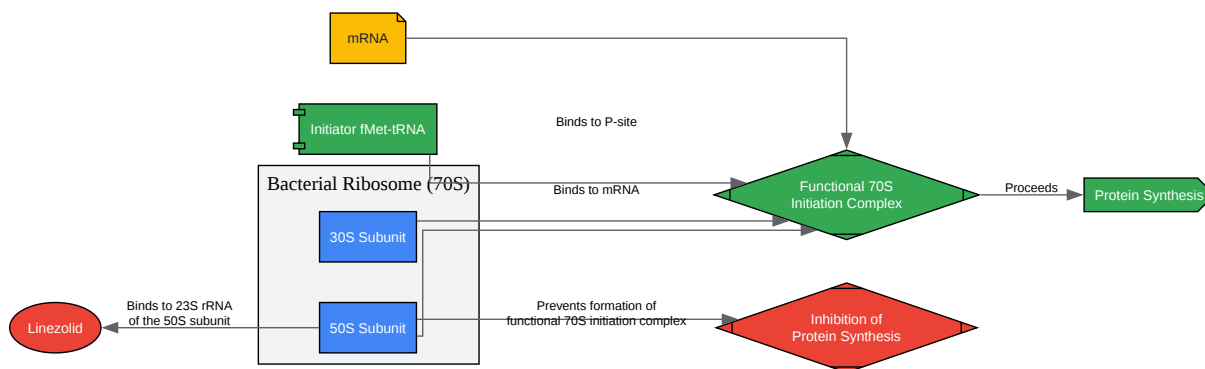 mRNA
Initiator fMet-tRNA
Binds to P-site
Bacterial Ribosome (70S)
Binds to mRNA
Functional 70S
Initiation Complex
Proceeds
Protein Synthesis
30S Subunit
Linezolid
Binds to 23S rRNA
of the 50S subunit
50S Subunit
Prevents formation of
functional 70S initiation complex
Inhibition of
Protein Synthesis